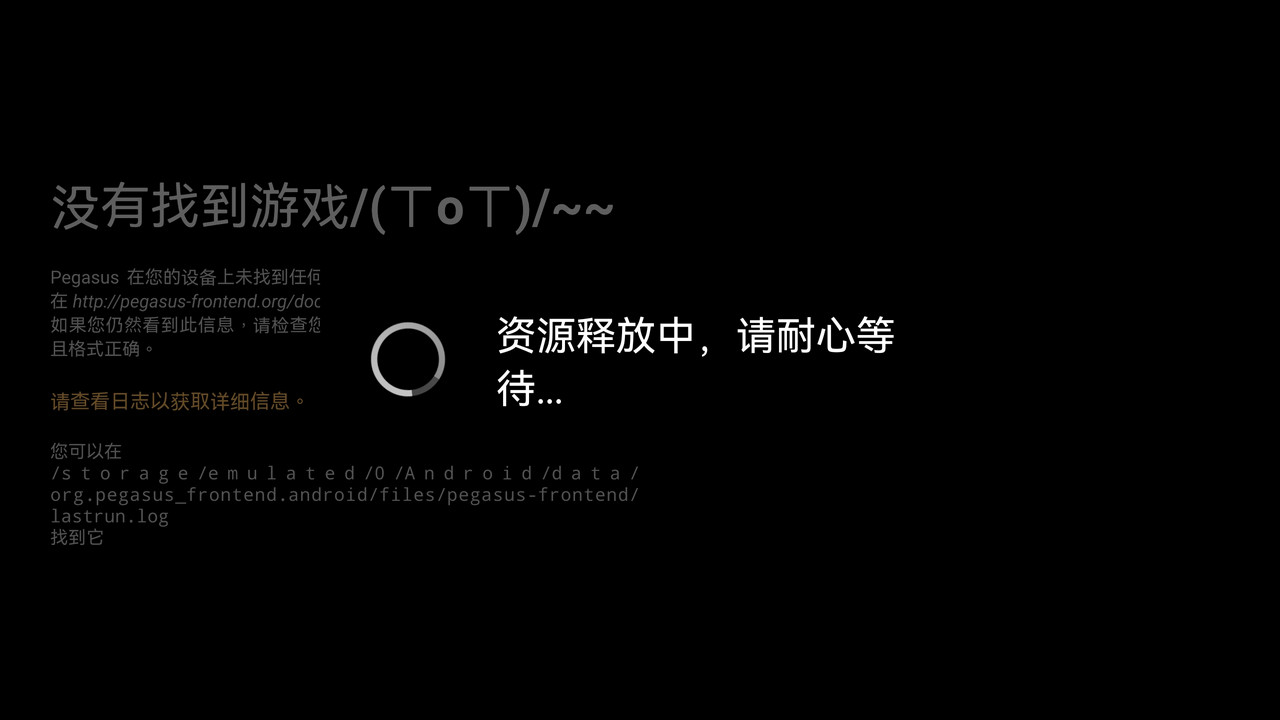 没有找到游戏/(ㄒoㄒ)/~~
Pegasus 在您的设备上未找到任何
在 http://pegasus-frontend.org/doc
如果您仍然看到此信息，请检查您
且格式正确。
请查看日志以获取详细信息。
您可以在
/storage/emulated/0/Android/data/
org.pegasus_frontend.android/files/pegasus-frontend/
lastrun.log
找到它
资源释放中，请耐心等
待...